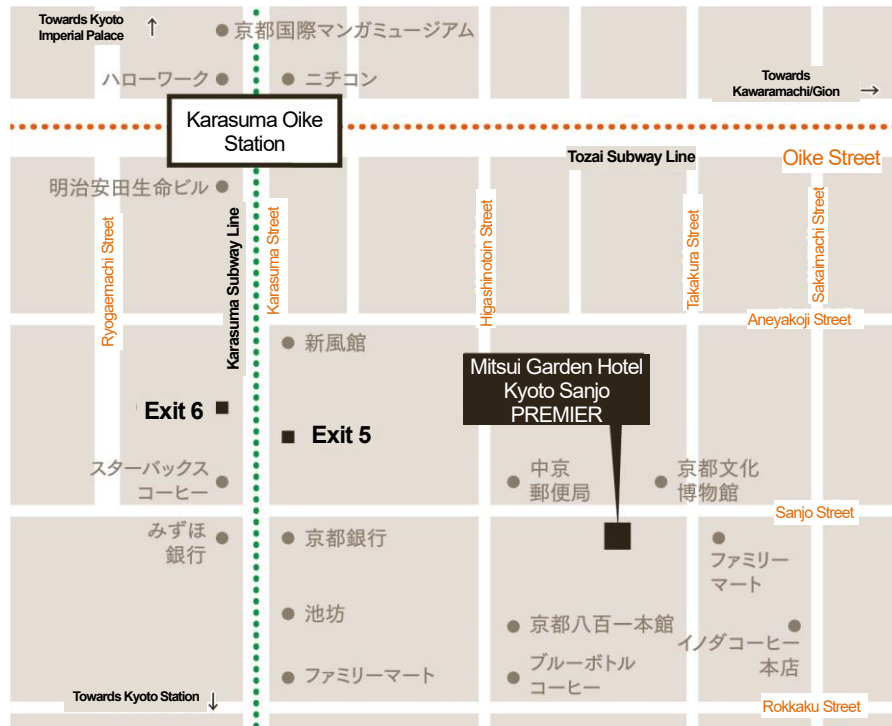 Towards Kyoto
Imperial Palace
↑
京都国際マンガミュージアム
ハローワーク
ニチコン
Towards
Kawaramachi/Gion
→
Karasuma Oike
Station
Tozai Subway Line
Oike Street
明治安田生命ビル
Ryogaemachi Street
Karasuma Subway Line
Karasuma Street
Higashinotoin Street
Takakura Street
Sakaimachi Street
Aneyakoji Street
新風館
Mitsui Garden Hotel
Kyoto Sanjo
PREMIER
Exit 6
Exit 5
スターバックス
コーヒー
中京
郵便局
京都文化
博物館
Sanjo Street
みずほ
銀行
京都銀行
ファミリー
マート
池坊
京都八百一本館
イノダコーヒー
本店
ファミリーマート
ブルーボトル
コーヒー
Towards Kyoto Station
↓
Rokkaku Street